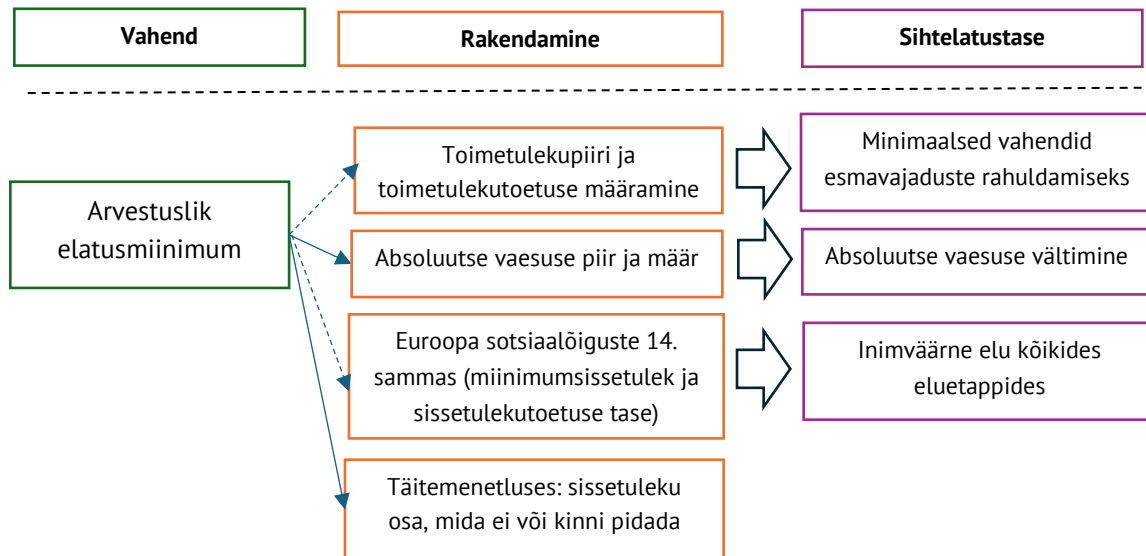 Vahend
Rakendamine
Sihtelatustase
Arvestuslik
elatusmiinimum
Toimetulekupiiri ja
toimetulekutoetuse määramine
Minimaalsed vahendid
esmavajaduste rahuldamiseks
Absoluutse vaesuse piir ja määr
Absoluutse vaesuse vältimine
Euroopa sotsiaalõiguste 14.
sammas (miinimumsissetulek ja
sissetulekutoetuse tase)
Inimväärne elu kõikides
eluetappides
Täitemenetluses: sissetuleku
osa, mida ei või kinni pidada